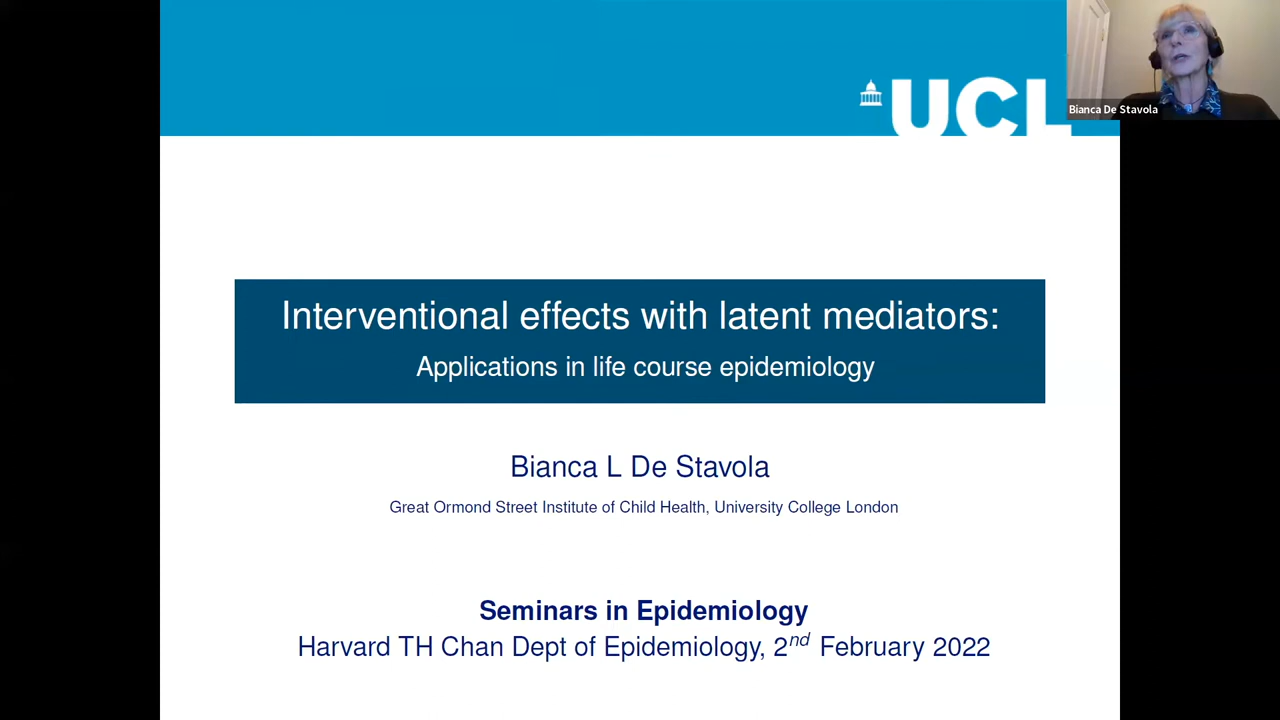 UCL
Bianca De Stavola
Interventional effects with latent mediators:
Applications in life course epidemiology
Bianca L De Stavola
Great Ormond Street Institute of Child Health, University College London
Seminars in Epidemiology
Harvard TH Chan Dept of Epidemiology, 2nd February 2022